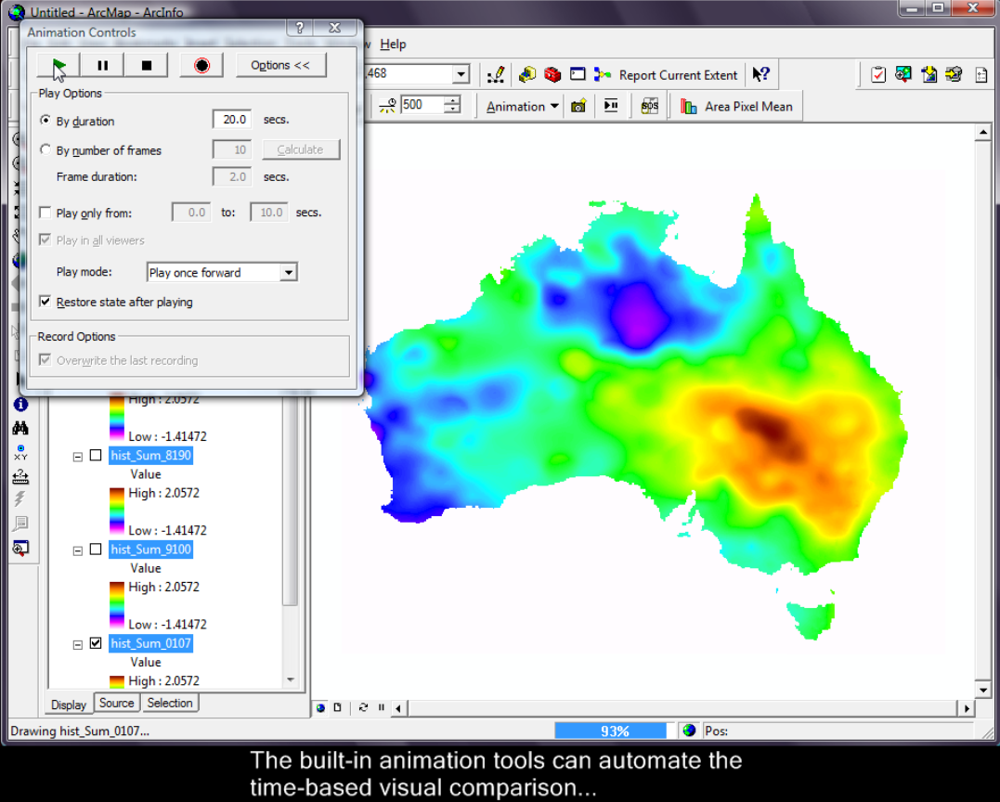 Untitled - ArcMap - ArcInfo
Animation Controls
Help
Options <<
,468
Report Current Extent
Play Options
By duration 20.0 secs.
500
Animation
Area Pixel Mean
By number of frames 10 Calculate
Frame duration: 2.0 secs.
Play only from: 0.0 to: 10.0 secs.
Play in all viewers
Play mode: Play once forward
Restore state after playing
Record Options
Overwrite the last recording
High : 2.0572
Low : -1.41472
hist_Sum_8190
Value
High : 2.0572
Low : -1.41472
hist_Sum_9100
Value
High : 2.0572
Low : -1.41472
hist_Sum_0107
Value
High : 2.0572
Display Source Selection
Drawing hist_Sum_0107... 93% Pos:
The built-in animation tools can automate the
time-based visual comparison...